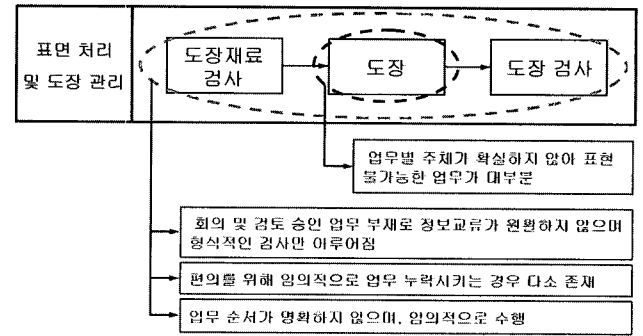 표면 처리
및 도장 관리
도장재료
검사
도장
도장 검사
업무별 주체가 확실하지 않아 표현
불가능한 업무가 대부분
회의 및 검토 승인 업무 부재로 정보교류가 원활하지 않으며
형식적인 검사만 이루어짐
편의를 위해 임의적으로 업무 누락시키는 경우 다소 존재
업무 순서가 명확하지 않으며, 임의적으로 수행